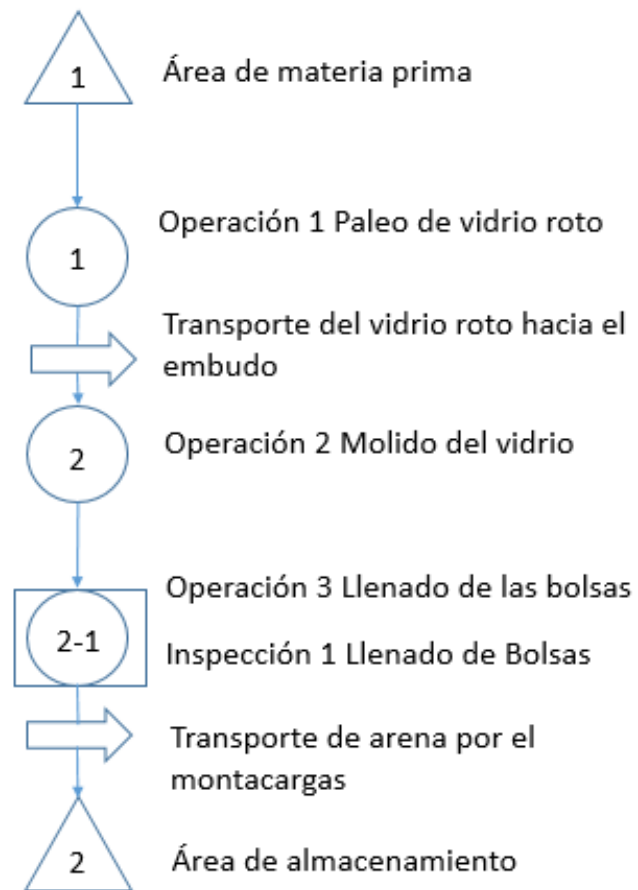 1
Área de materia prima
Operación 1 Paleo de vidrio roto
1
Transporte del vidrio roto hacia el
embudo
2
Operación 2 Molido del vidrio
Operación 3 Llenado de las bolsas
2-1
Inspección 1 Llenado de Bolsas
Transporte de arena por el
montacargas
2
Área de almacenamiento